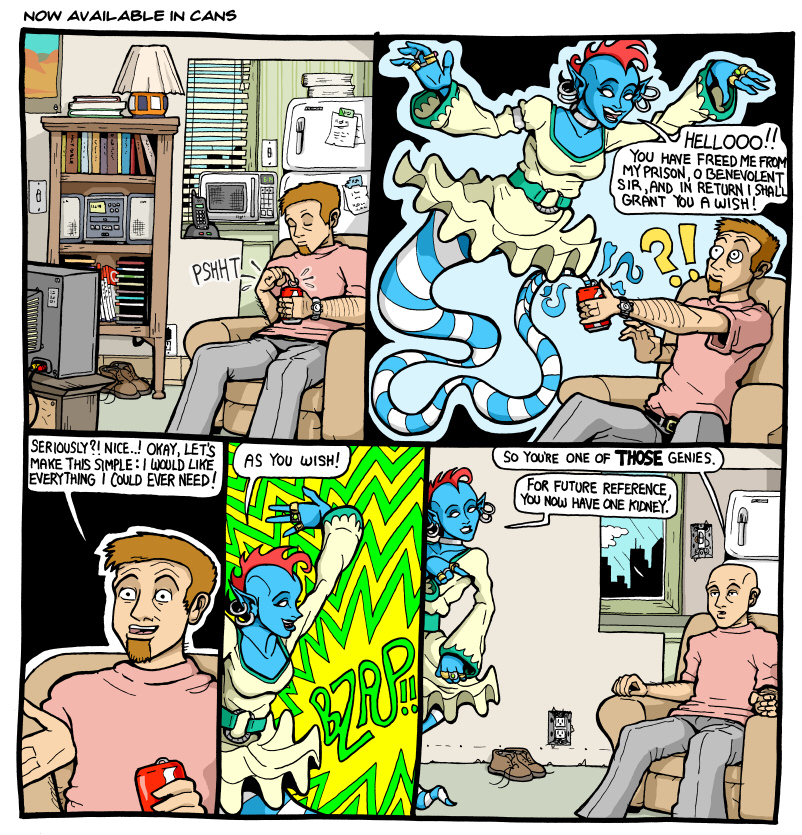 NOW AVAILABLE IN CANS
PSHHT
HELLOOO!!
YOU HAVE FREED ME FROM
MY PRISON, O BENEVOLENT
SIR, AND IN RETURN I SHALL
GRANT YOU A WISH!
?!
SERIOUSLY?! NICE..! OKAY, LET'S
MAKE THIS SIMPLE: I WOULD LIKE
EVERYTHING I COULD EVER NEED!
AS YOU WISH!
BZAP!!
SO YOU'RE ONE OF THOSE GENIES.
FOR FUTURE REFERENCE,
YOU NOW HAVE ONE KIDNEY.